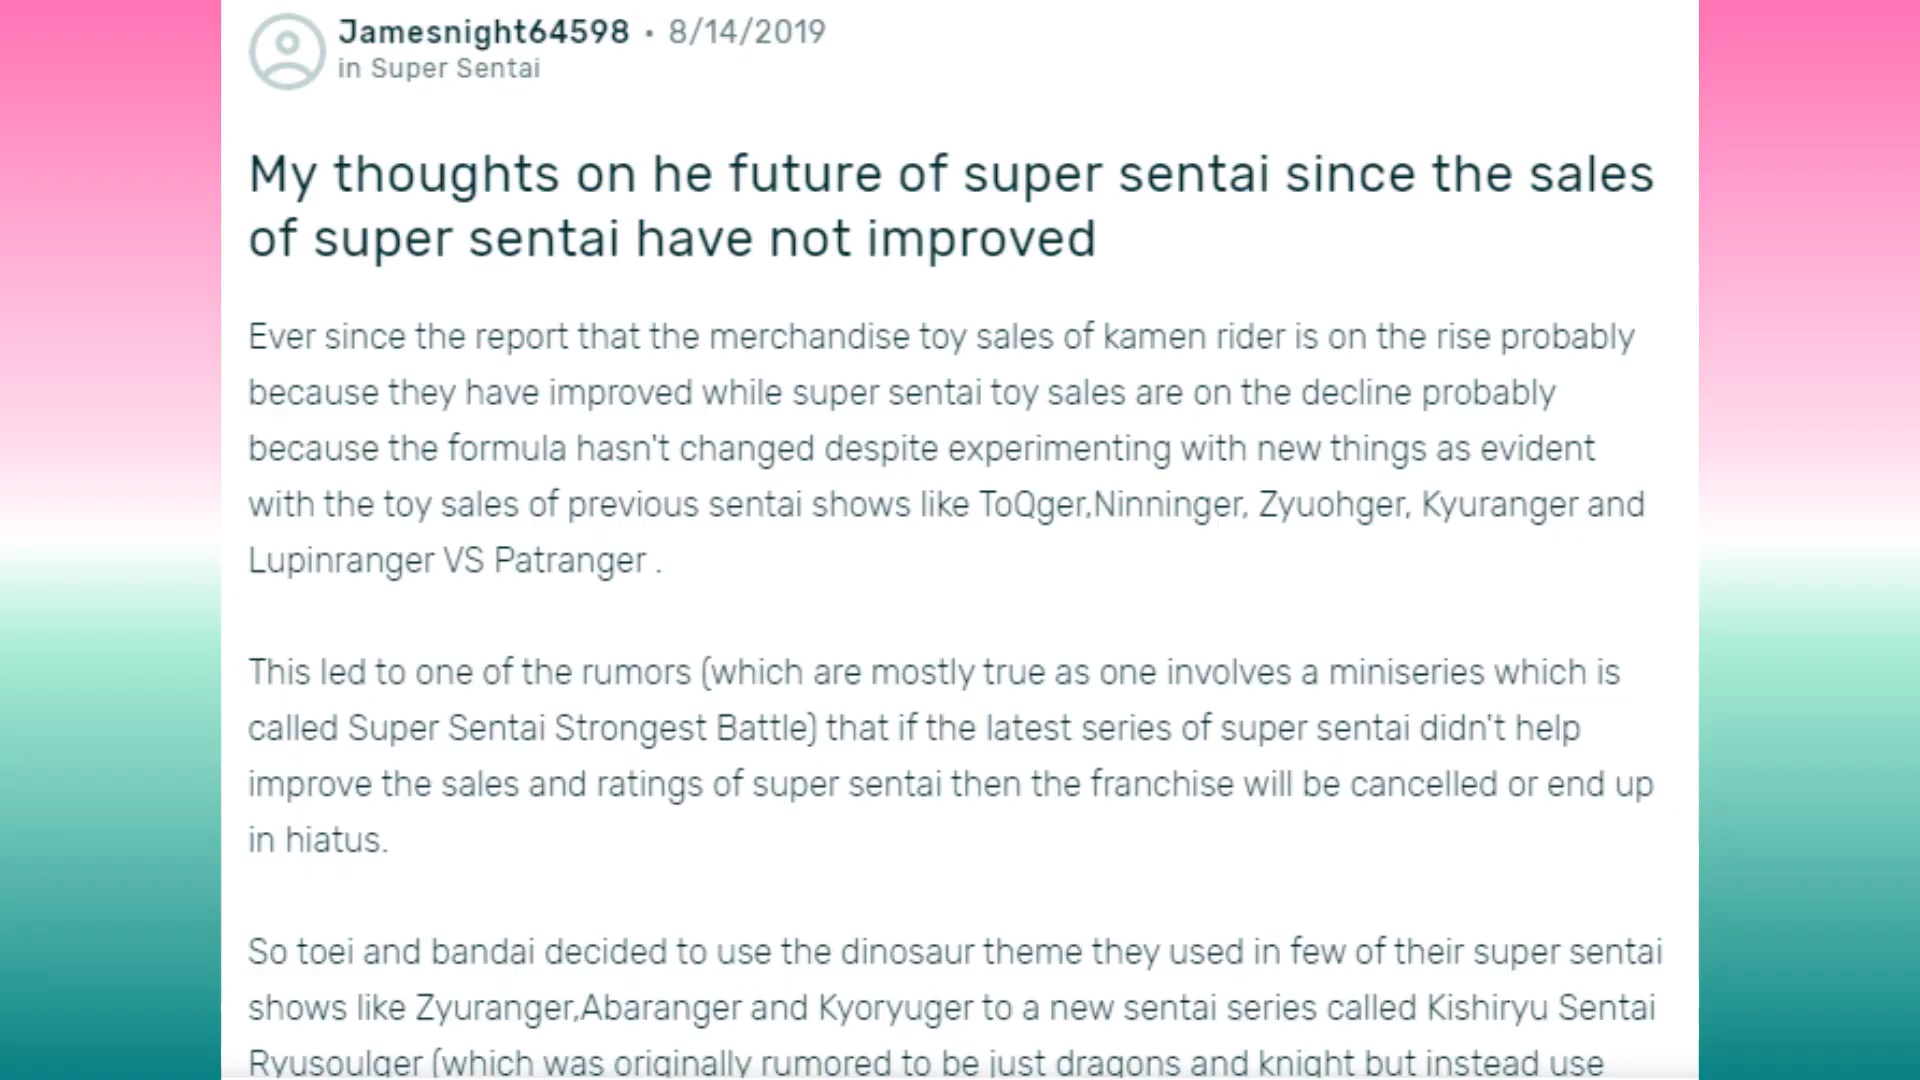 Jamesnight64598 • 8/14/2019
in Super Sentai
My thoughts on he future of super sentai since the sales
of super sentai have not improved
Ever since the report that the merchandise toy sales of kamen rider is on the rise probably
because they have improved while super sentai toy sales are on the decline probably
because the formula hasn't changed despite experimenting with new things as evident
with the toy sales of previous sentai shows like ToQger,Ninninger, Zyuohger, Kyuranger and
Lupinranger VS Patranger .
This led to one of the rumors (which are mostly true as one involves a miniseries which is
called Super Sentai Strongest Battle) that if the latest series of super sentai didn't help
improve the sales and ratings of super sentai then the franchise will be cancelled or end up
in hiatus.
So toei and bandai decided to use the dinosaur theme they used in few of their super sentai
shows like Zyuranger,Abaranger and Kyoryuger to a new sentai series called Kishiryu Sentai
Ryusoulger (which was originally rumored to be just dragons and knight but instead use